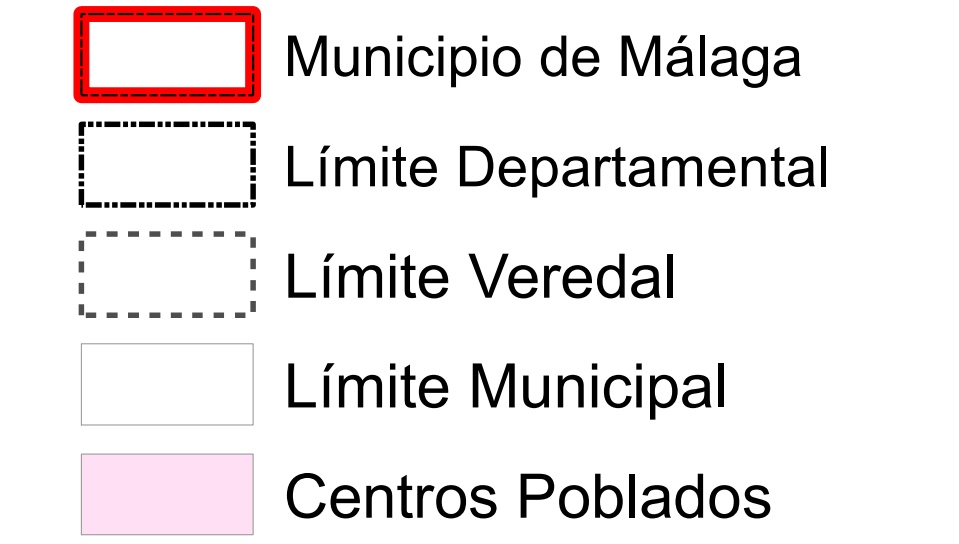 Municipio de Málaga
Límite Departamental
Límite Veredal
Límite Municipal
Centros Poblados